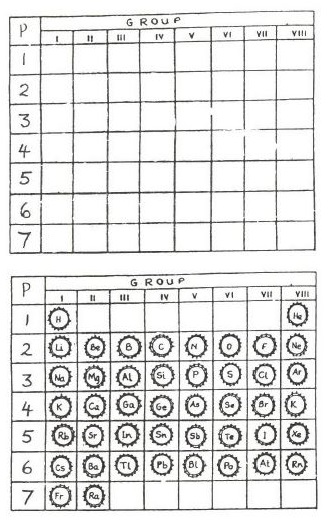 P GROUP
I II III IV V VI VII VIII
1
2
3
4
5
6
7
P GROUP
I II III IV V VI VII VIII
1 H He
2 Li Be B C N O F Ne
3 Na Mg Al Si P S Cl Ar
4 K Ca Ga Ge As Se Br K
5 Rb Sr In Sn Sb Te I Xe
6 Cs Ba Tl Pb Bl Po At Rn
7 Fr Ra